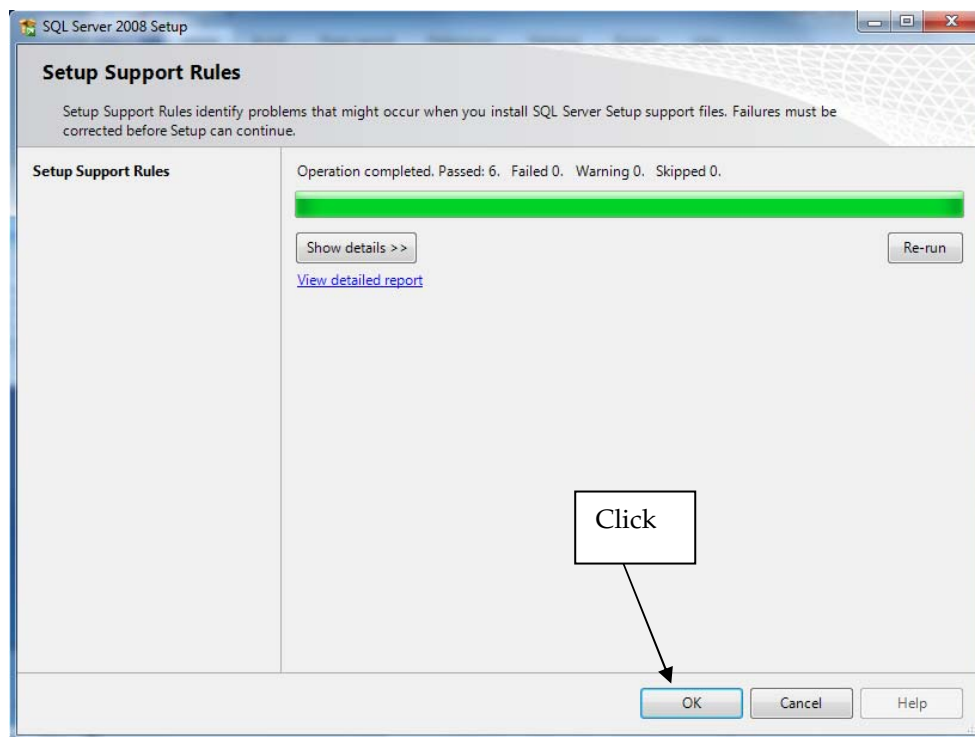 SQL Server 2008 Setup
Setup Support Rules
Setup Support Rules identify problems that might occur when you install SQL Server Setup support files. Failures must be
corrected before Setup can continue.
Setup Support Rules
Operation completed. Passed: 6.   Failed 0.   Warning 0.   Skipped 0.
Show details >>
Re-run
View detailed report
Click
OK
Cancel
Help